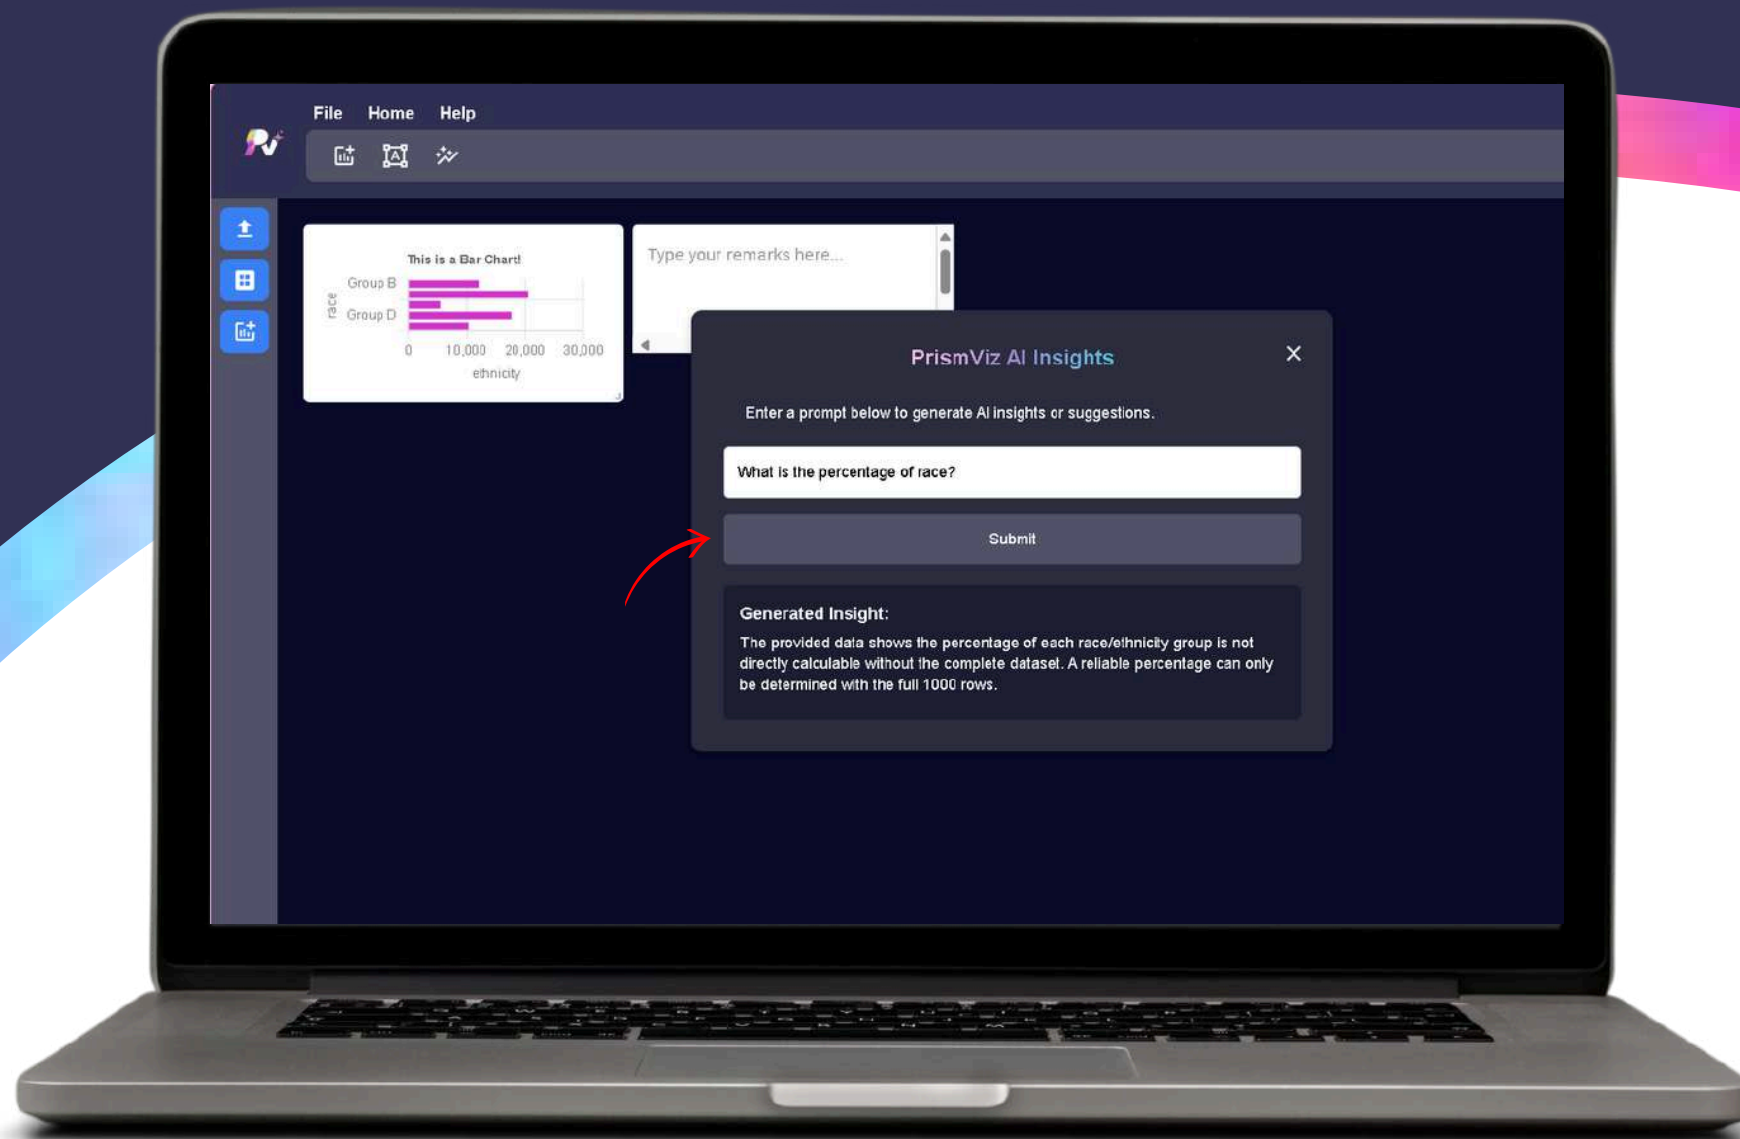 File Home Help
This is a Bar Chart!
race
Group B
Group D
0 10,000 20,000 30,000
ethnicity
Type your remarks here...
PrismViz AI Insights
Enter a prompt below to generate AI insights or suggestions.
What is the percentage of race?
Submit
Generated Insight:
The provided data shows the percentage of each race/ethnicity group is not
directly calculable without the complete dataset. A reliable percentage can only
be determined with the full 1000 rows.